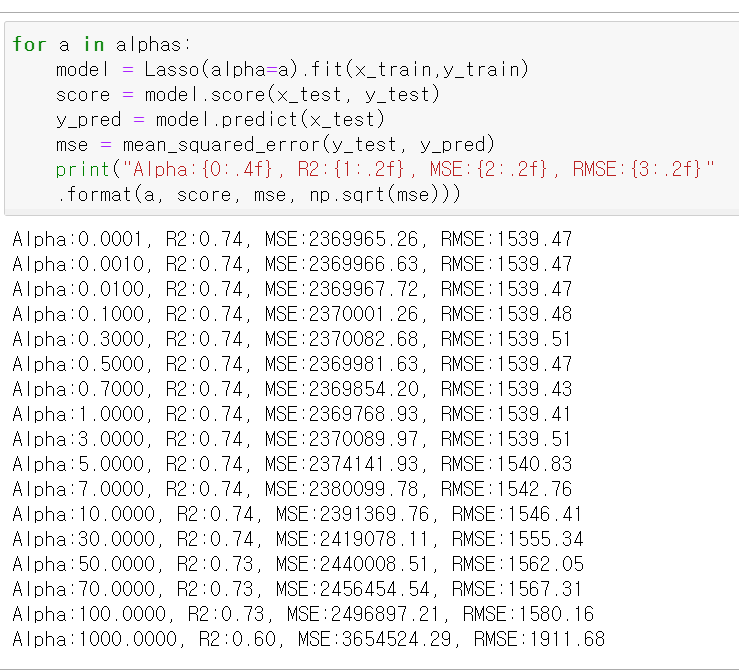 for a in alphas:
    model = Lasso(alpha=a).fit(x_train,y_train)
    score = model.score(x_test, y_test)
    y_pred = model.predict(x_test)
    mse = mean_squared_error(y_test, y_pred)
    print("Alpha:{0:.4f}, R2:{1:.2f}, MSE:{2:.2f}, RMSE:{3:.2f}"
    .format(a, score, mse, np.sqrt(mse)))
Alpha:0.0001, R2:0.74, MSE:2369965.26, RMSE:1539.47
Alpha:0.0010, R2:0.74, MSE:2369966.63, RMSE:1539.47
Alpha:0.0100, R2:0.74, MSE:2369967.72, RMSE:1539.47
Alpha:0.1000, R2:0.74, MSE:2370001.26, RMSE:1539.48
Alpha:0.3000, R2:0.74, MSE:2370082.68, RMSE:1539.51
Alpha:0.5000, R2:0.74, MSE:2369981.63, RMSE:1539.47
Alpha:0.7000, R2:0.74, MSE:2369854.20, RMSE:1539.43
Alpha:1.0000, R2:0.74, MSE:2369768.93, RMSE:1539.41
Alpha:3.0000, R2:0.74, MSE:2370089.97, RMSE:1539.51
Alpha:5.0000, R2:0.74, MSE:2374141.93, RMSE:1540.83
Alpha:7.0000, R2:0.74, MSE:2380099.78, RMSE:1542.76
Alpha:10.0000, R2:0.74, MSE:2391369.76, RMSE:1546.41
Alpha:30.0000, R2:0.74, MSE:2419078.11, RMSE:1555.34
Alpha:50.0000, R2:0.73, MSE:2440008.51, RMSE:1562.05
Alpha:70.0000, R2:0.73, MSE:2456454.54, RMSE:1567.31
Alpha:100.0000, R2:0.73, MSE:2496897.21, RMSE:1580.16
Alpha:1000.0000, R2:0.60, MSE:3654524.29, RMSE:1911.68